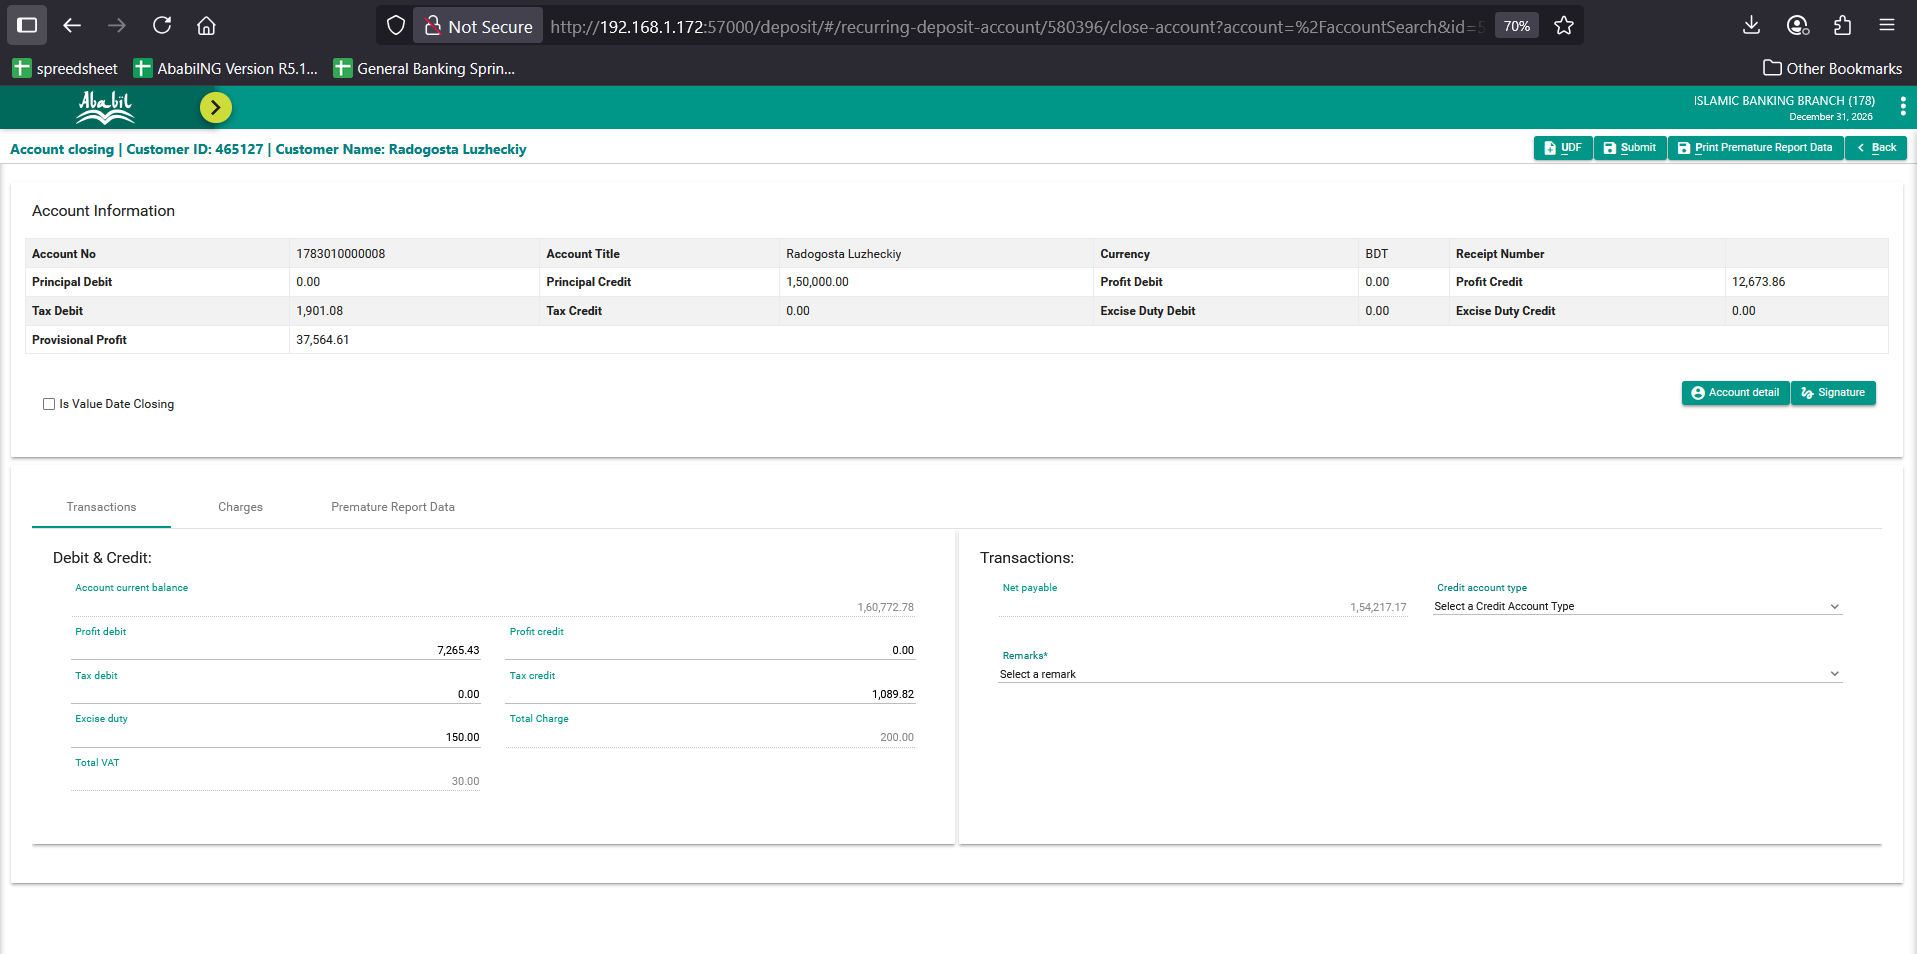 Not Secure
http://192.168.1.172:57000/deposit/#/recurring-deposit-account/580396/close-account?account=%2FaccountSearch&id=5
70%
spreedsheet
AbabilNG Version R5.1...
General Banking Sprin...
Other Bookmarks
Ababil
ISLAMIC BANKING BRANCH (178)
December 31, 2026
Account closing | Customer ID: 465127 | Customer Name: Radogosta Luzheckiy
UDF
Submit
Print Premature Report Data
Back
Account Information
Account No 1783010000008 Account Title Radogosta Luzheckiy Currency BDT Receipt Number
Principal Debit 0.00 Principal Credit 1,50,000.00 Profit Debit 0.00 Profit Credit 12,673.86
Tax Debit 1,901.08 Tax Credit 0.00 Excise Duty Debit 0.00 Excise Duty Credit 0.00
Provisional Profit 37,564.61
Is Value Date Closing
Account detail
Signature
Transactions Charges Premature Report Data
Debit & Credit:
Account current balance
1,60,772.78
Profit debit Profit credit
7,265.43 0.00
Tax debit Tax credit
0.00 1,089.82
Excise duty Total Charge
150.00 200.00
Total VAT
30.00
Transactions:
Net payable Credit account type
1,54,217.17 Select a Credit Account Type
Remarks*
Select a remark